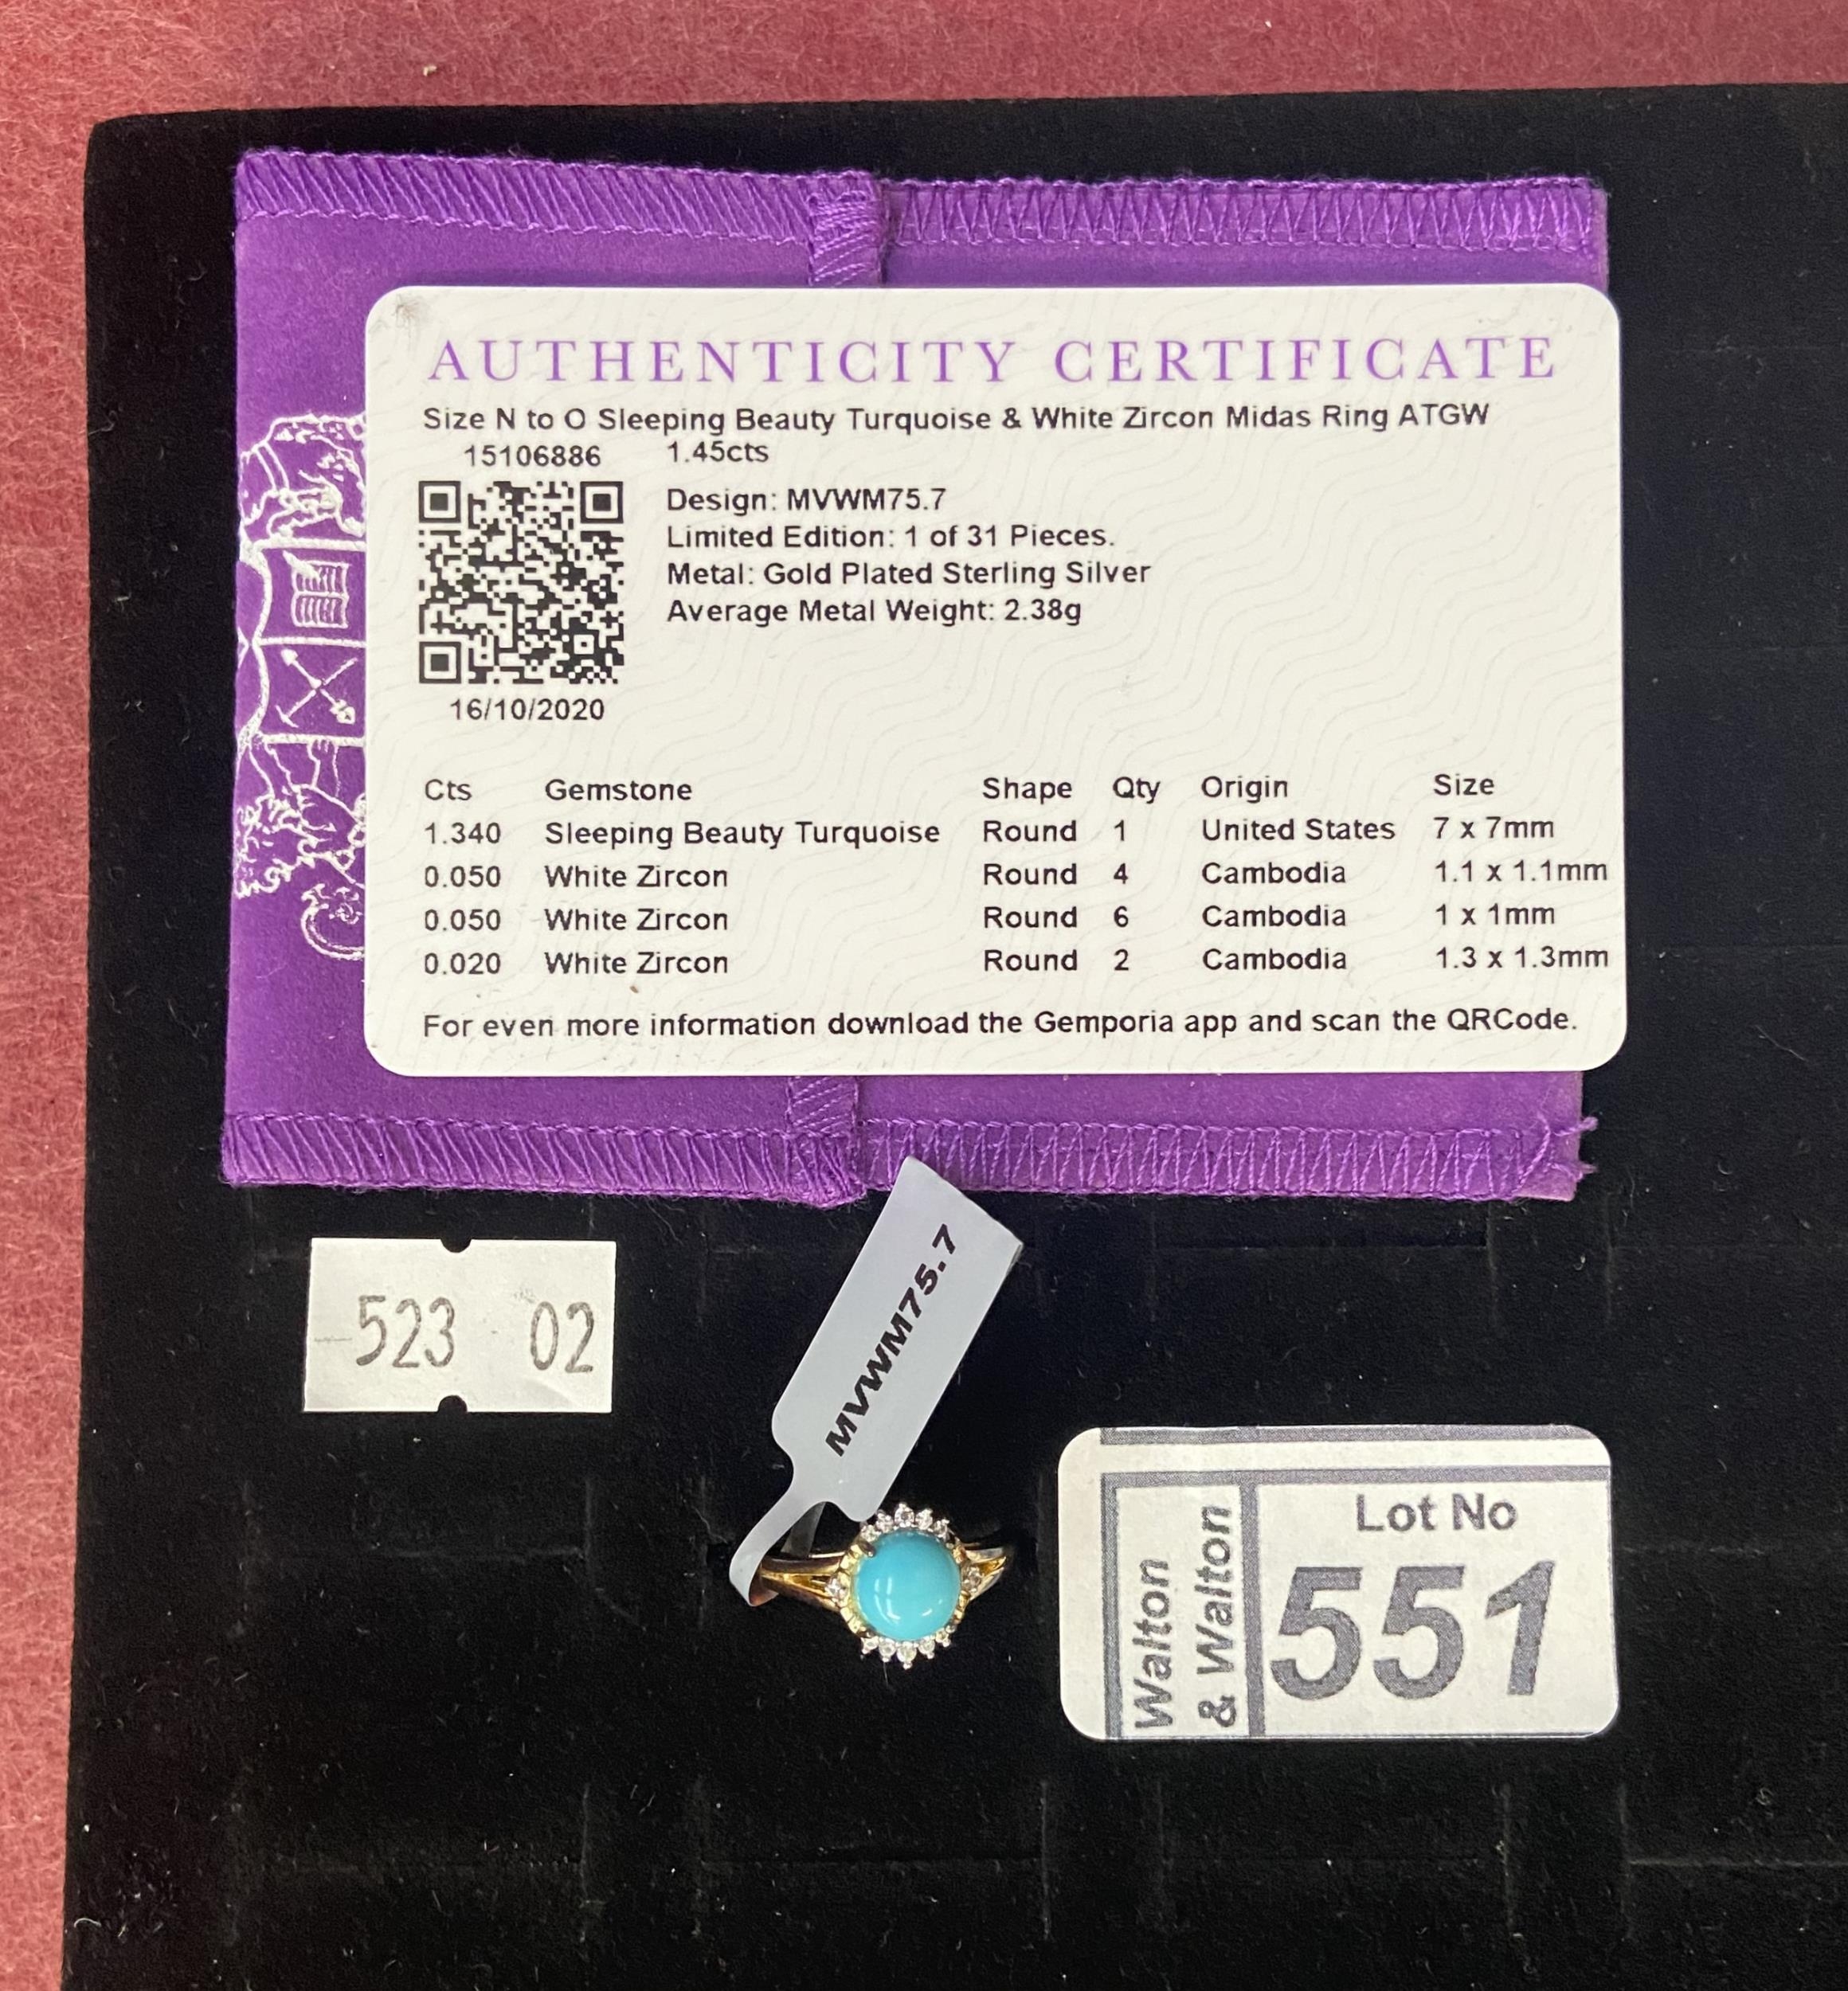 AUTHENTICITY CERTIFICATE
Size N to O Sleeping Beauty Turquoise & White Zircon Midas Ring ATGW
15106886 1.45cts
Design: MVWM75.7
Limited Edition: 1 of 31 Pieces.
Metal: Gold Plated Sterling Silver
Average Metal Weight: 2.38g
16/10/2020
Cts Gemstone Shape Qty Origin Size
1.340 Sleeping Beauty Turquoise Round 1 United States 7 x 7mm
0.050 White Zircon Round 4 Cambodia 1.1 x 1.1mm
0.050 White Zircon Round 6 Cambodia 1 x 1mm
0.020 White Zircon Round 2 Cambodia 1.3 x 1.3mm
For even more information download the Gemporia app and scan the QRCode.
523 02
MVWM75.7
Walton
& Walton
Lot No
551